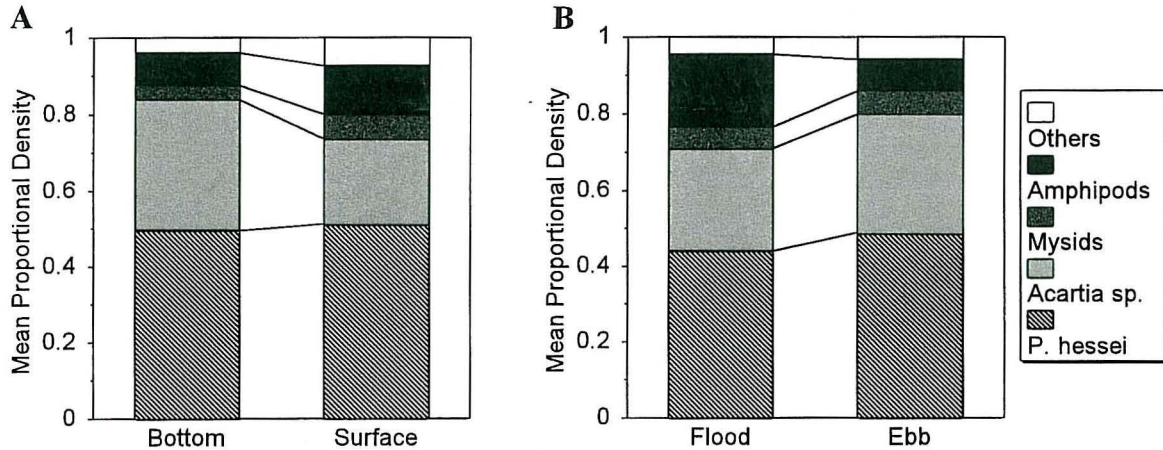 A
Mean Proportional Density
1
0.8
0.6
0.4
0.2
0
Bottom Surface
B
Mean Proportional Density
1
0.8
0.6
0.4
0.2
0
Flood Ebb
Others
Amphipods
Mysids
Acartia sp.
P. hessei